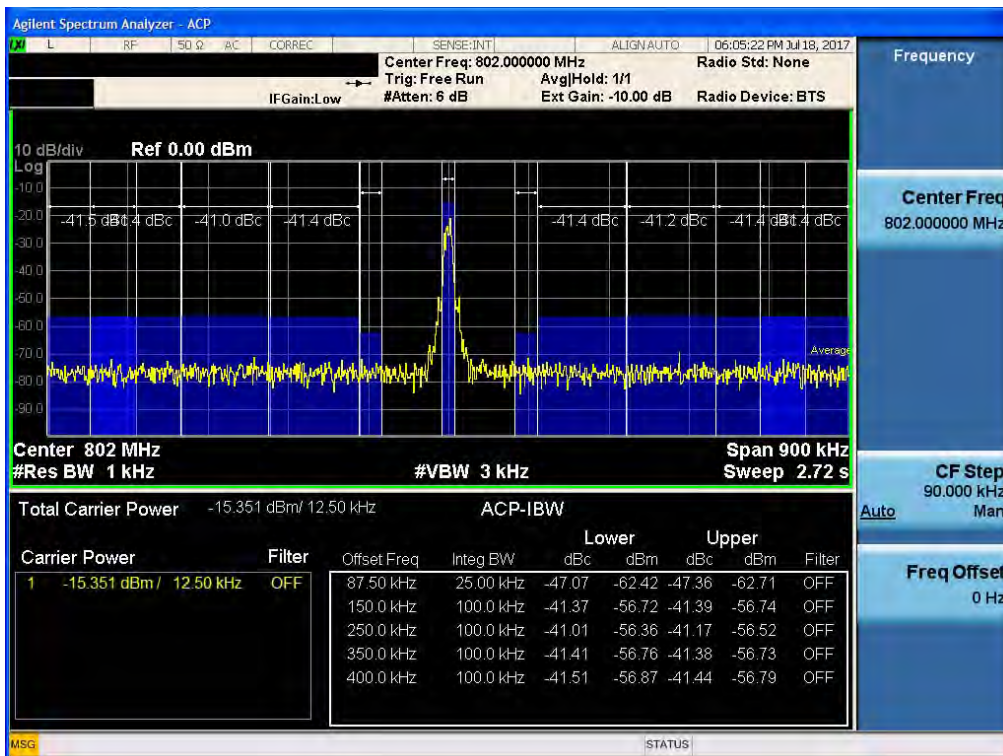 Agilent Spectrum Analyzer - ACP
LXI L RF 50 Ω AC CORREC SENSE:INT ALIGN AUTO 06:05:22 PM Jul 18, 2017
Center Freq: 802.000000 MHz Radio Std: None
Trig: Free Run Avg|Hold: 1/1
IFGain:Low #Atten: 6 dB Ext Gain: -10.00 dB Radio Device: BTS
10 dB/div Ref 0.00 dBm
Log
-10.0
-20.0
-41.5 dBc -41.0 dBc -41.4 dBc -41.4 dBc -41.2 dBc -41.4 dBc
-30.0
-40.0
-50.0
-60.0
-70.0
Average
-80.0
-90.0
Center 802 MHz Span 900 kHz
#Res BW 1 kHz #VBW 3 kHz Sweep 2.72 s
Total Carrier Power -15.351 dBm/ 12.50 kHz ACP-IBW
Lower Upper
Carrier Power Filter Offset Freq Integ BW dBc dBm dBc dBm Filter
1 -15.351 dBm / 12.50 kHz OFF
87.50 kHz 25.00 kHz -47.07 -62.42 -47.36 -62.71 OFF
150.0 kHz 100.0 kHz -41.37 -56.72 -41.39 -56.74 OFF
250.0 kHz 100.0 kHz -41.01 -56.36 -41.17 -56.52 OFF
350.0 kHz 100.0 kHz -41.41 -56.76 -41.38 -56.73 OFF
400.0 kHz 100.0 kHz -41.51 -56.87 -41.44 -56.79 OFF
MSG STATUS
Frequency
Center Freq
802.000000 MHz
CF Step
90.000 kHz
Auto Man
Freq Offset
0 Hz